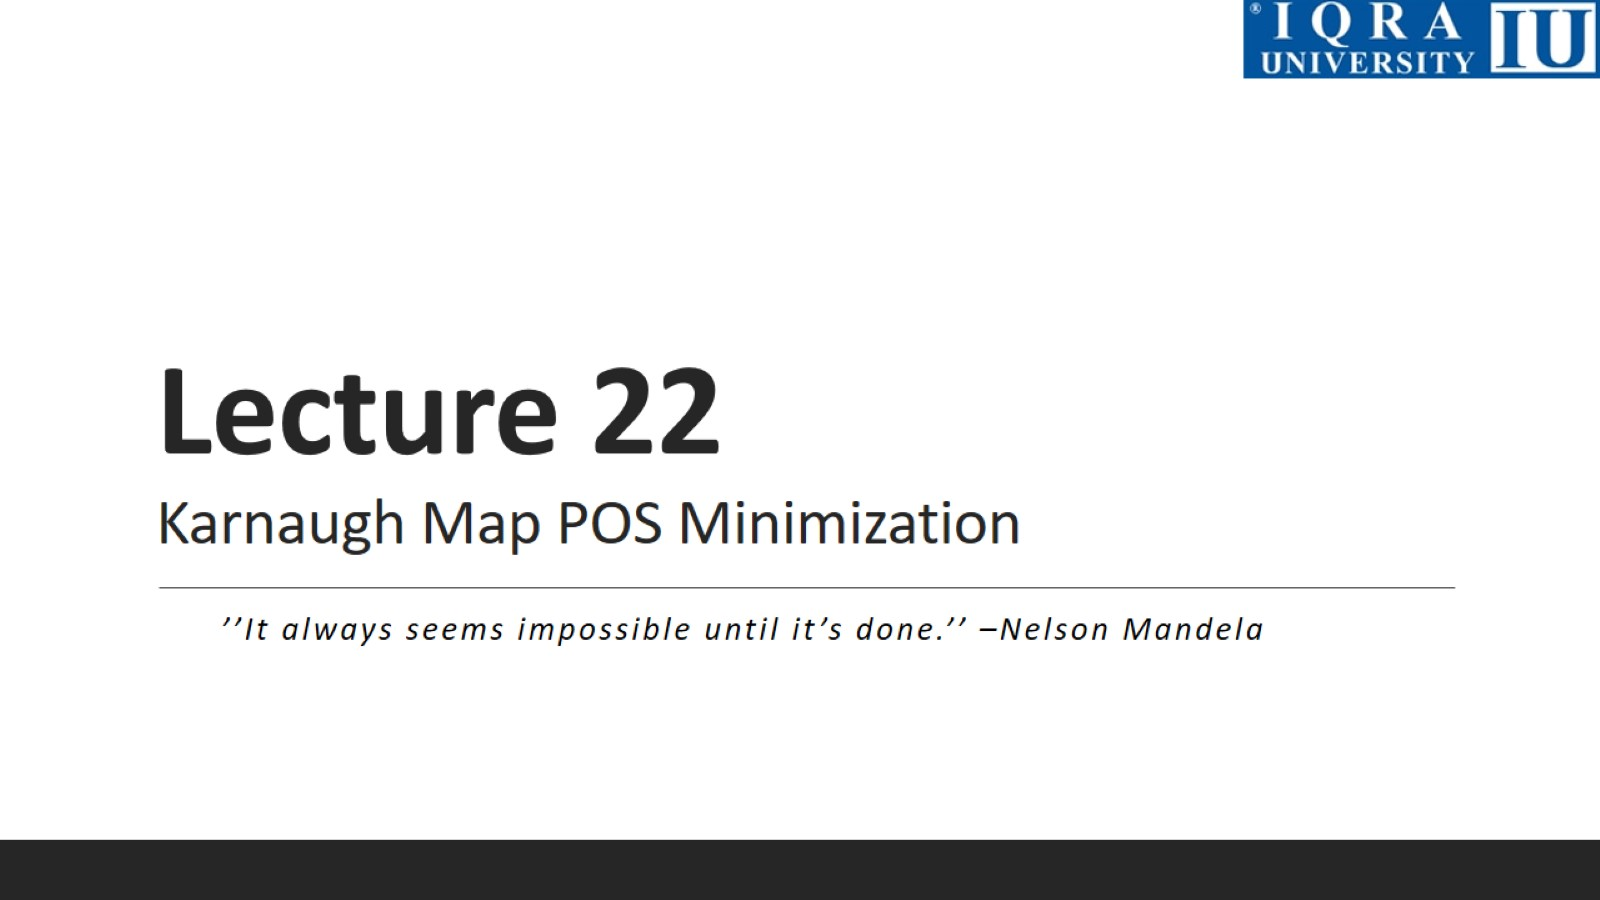 ® IQRA
UNIVERSITY IU
Lecture 22
Karnaugh Map POS Minimization
’’It always seems impossible until it’s done.’’ –Nelson Mandela